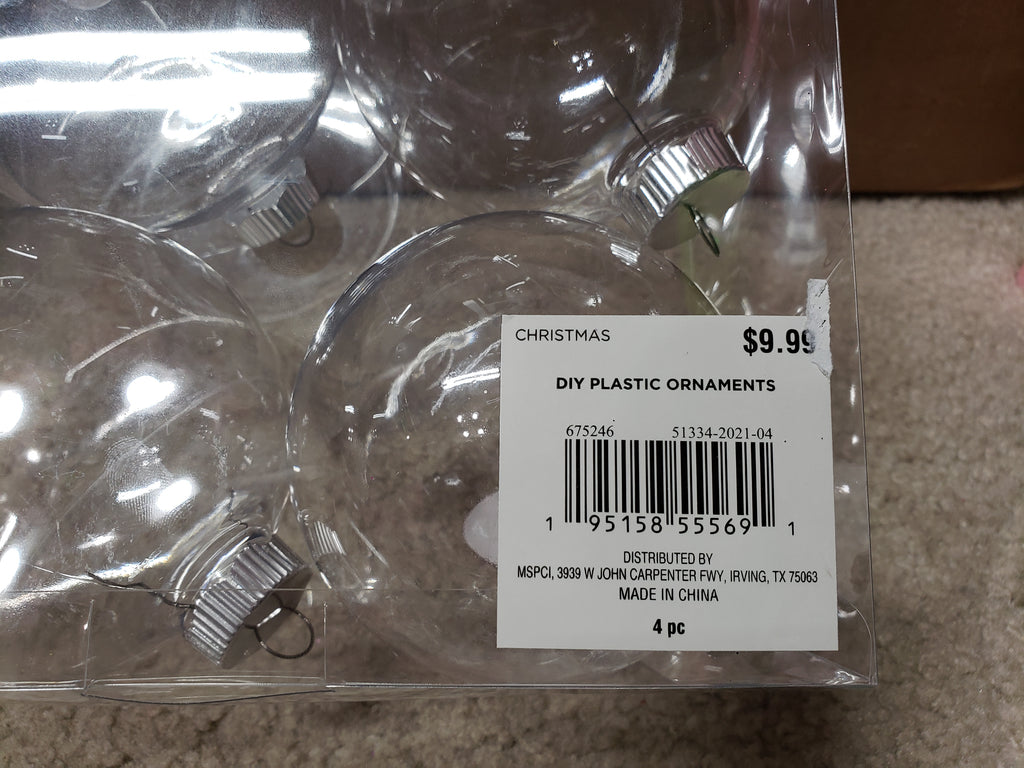 CHRISTMAS $9.99
DIY PLASTIC ORNAMENTS
675246 51334-2021-04
1 95158 55569 1
DISTRIBUTED BY
MSPCI, 3939 W JOHN CARPENTER FWY, IRVING, TX 75063
MADE IN CHINA
4 pc